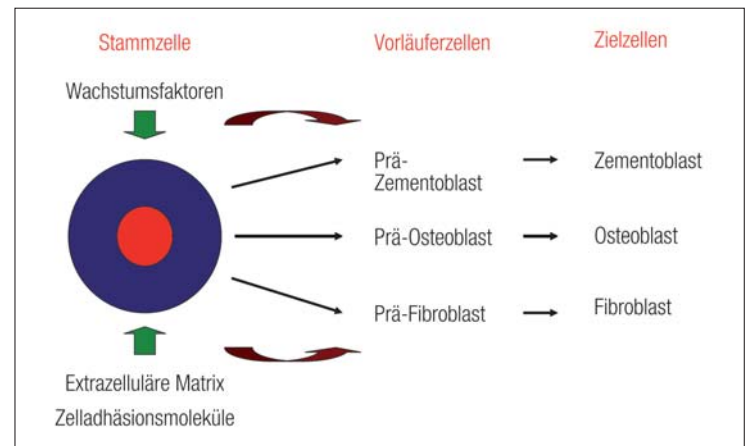 Stammzelle
Vorläuferzellen
Zielzellen
Wachstumsfaktoren
Prä-
Zementoblast
Zementoblast
Prä-Osteoblast
Osteoblast
Prä-Fibroblast
Fibroblast
Extrazelluläre Matrix
Zelladhäsionsmoleküle